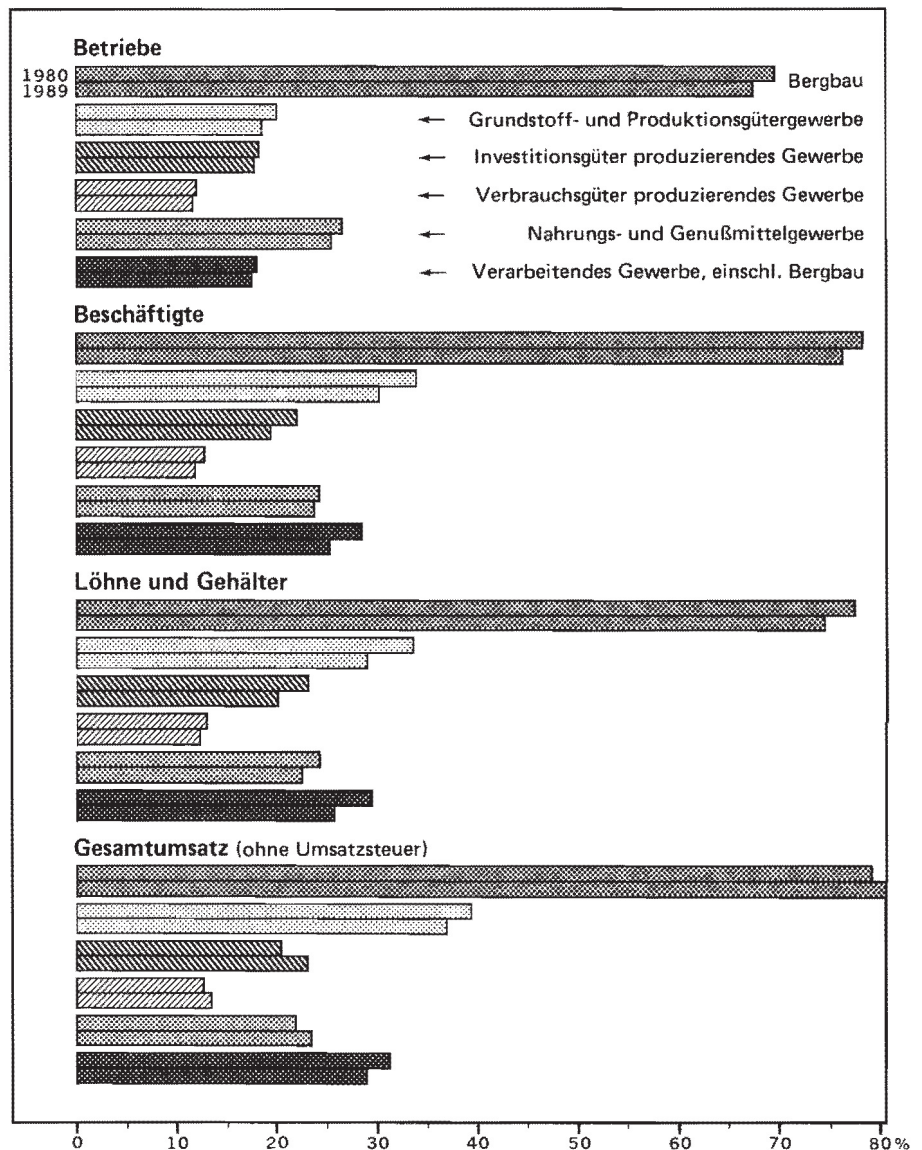 Betriebe
1980
1989
Bergbau
← Grundstoff- und Produktionsgütergewerbe
← Investitionsgüter produzierendes Gewerbe
← Verbrauchsgüter produzierendes Gewerbe
← Nahrungs- und Genußmittelgewerbe
← Verarbeitendes Gewerbe, einschl. Bergbau
Beschäftigte
Löhne und Gehälter
Gesamtumsatz (ohne Umsatzsteuer)
0 10 20 30 40 50 60 70 80%